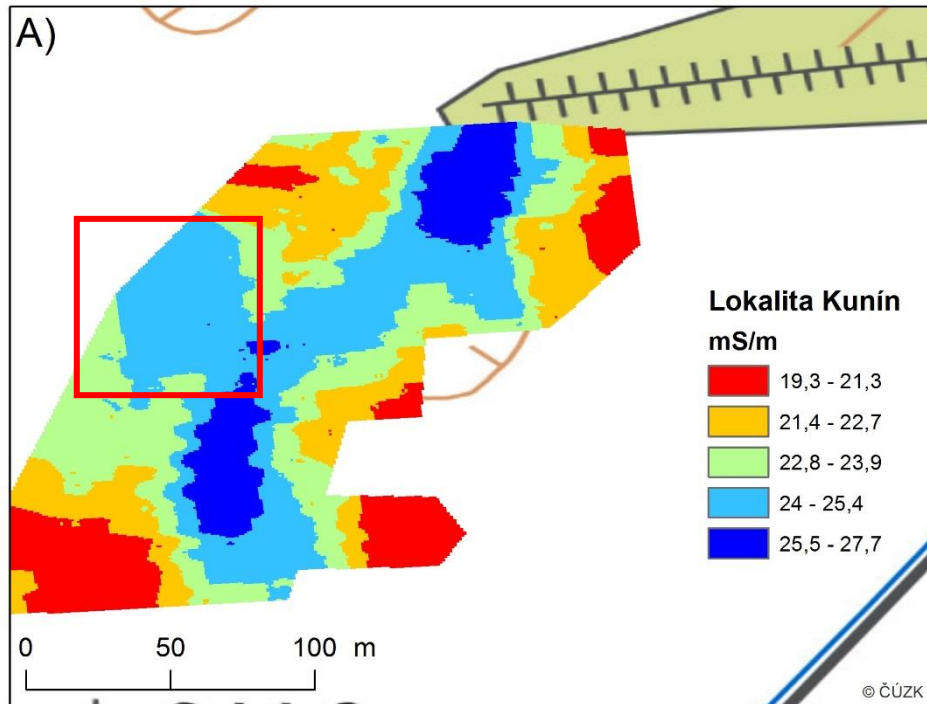 A)
Lokalita Kunín
mS/m
19,3 - 21,3
21,4 - 22,7
22,8 - 23,9
24 - 25,4
25,5 - 27,7
0 50 100 m
© ČÚZK